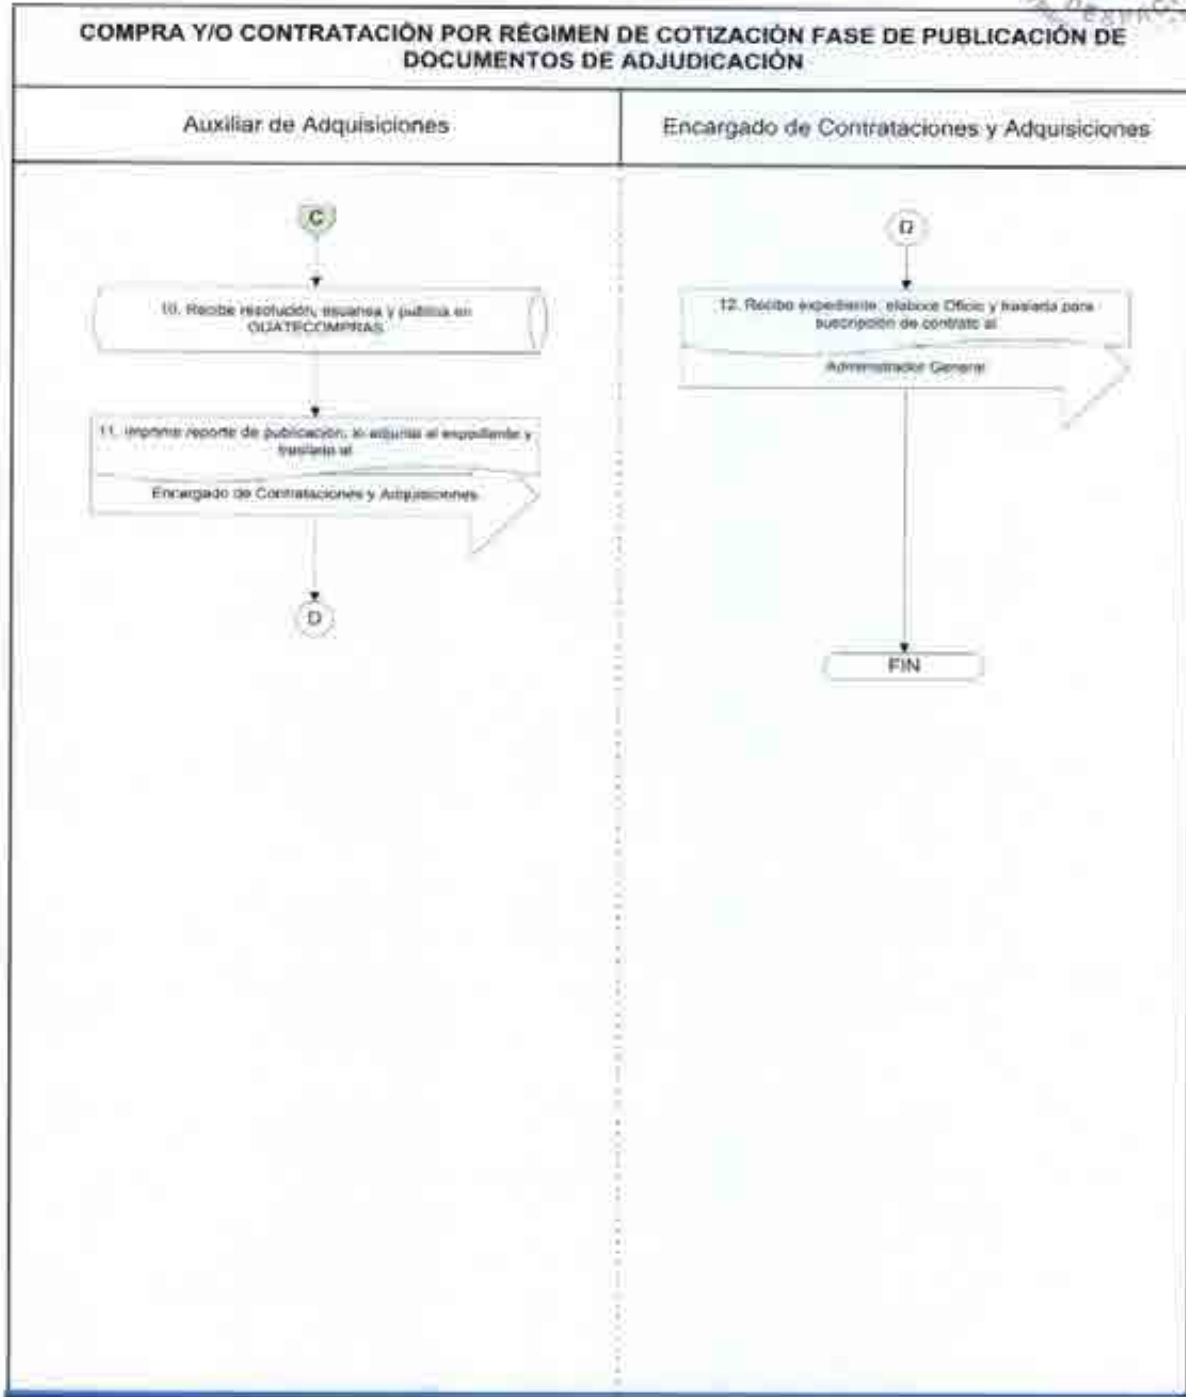 COMPRA Y/O CONTRATACIÓN POR RÉGIMEN DE COTIZACIÓN FASE DE PUBLICACIÓN DE
DOCUMENTOS DE ADJUDICACIÓN
Auxiliar de Adquisiciones
Encargado de Contrataciones y Adquisiciones
C
10. Recibe resolución, escanea y publica en
GUATECOMPRAS
11. Imprime reporte de publicación, lo adjunta al expediente y
traslada al
Encargado de Contrataciones y Adquisiciones
D
D
12. Recibe expediente, elabora Oficio y traslada para
suscripción de contrato al
Administrador General
FIN